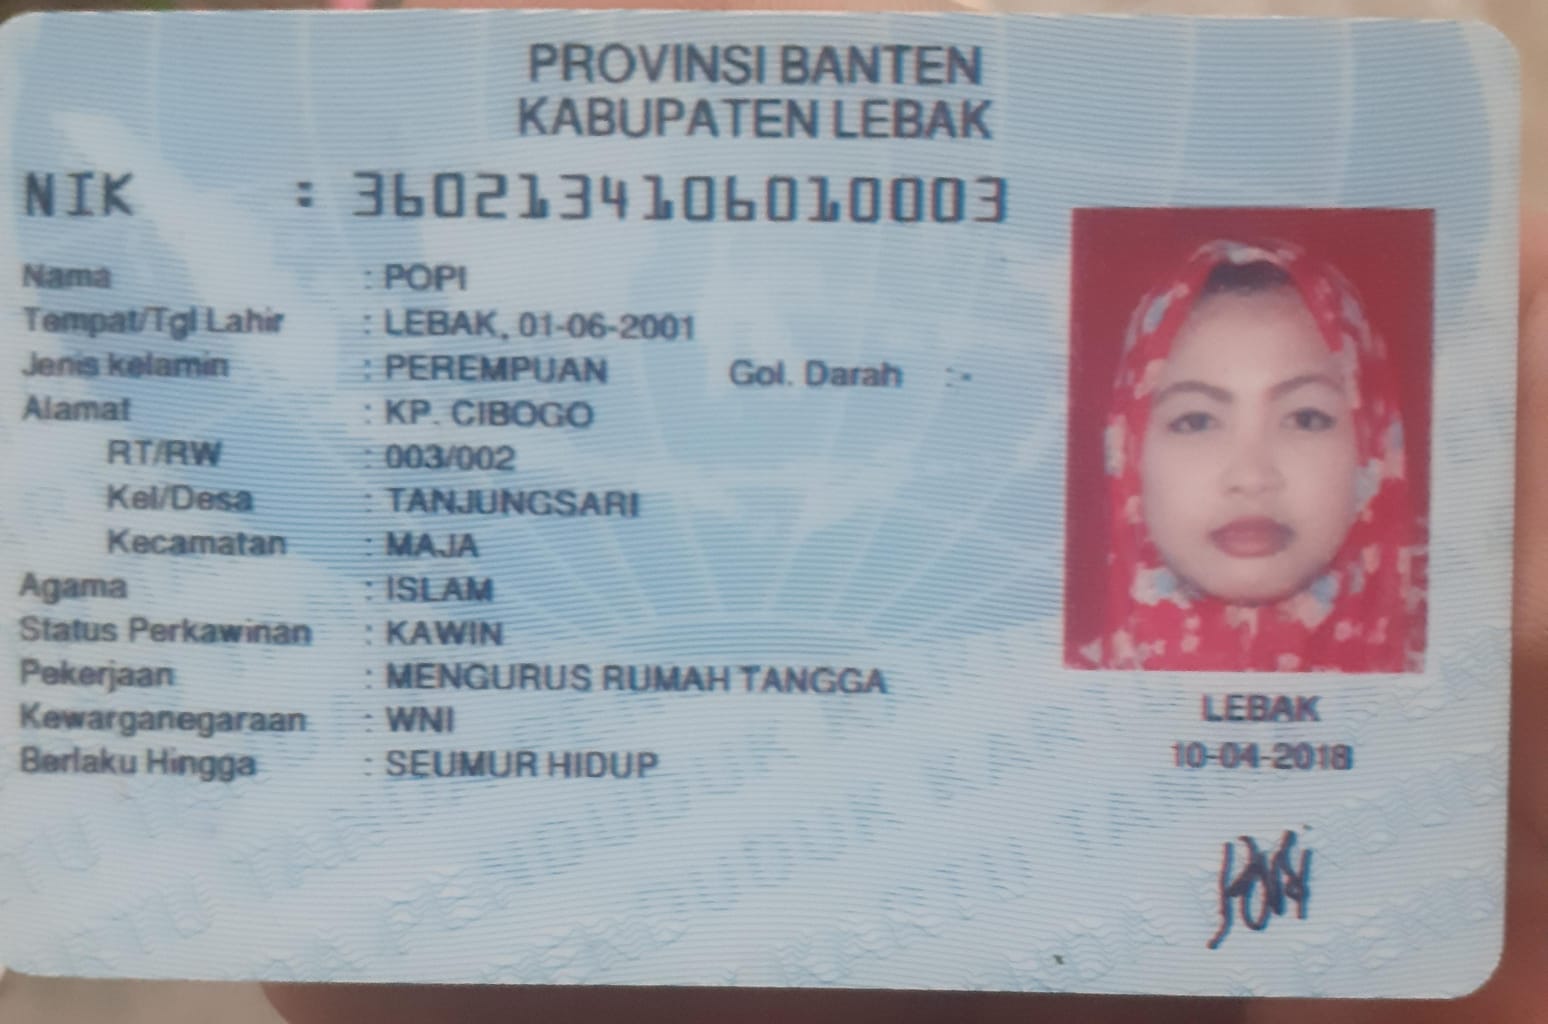 PROVINSI BANTEN
KABUPATEN LEBAK
NIK : 3602134106010003
Nama : POPI
Tempat/Tgl Lahir : LEBAK, 01-06-2001
Jenis kelamin : PEREMPUAN Gol. Darah : -
Alamat : KP. CIBOGO
RT/RW : 003/002
Kel/Desa : TANJUNGSARI
Kecamatan : MAJA
Agama : ISLAM
Status Perkawinan : KAWIN
Pekerjaan : MENGURUS RUMAH TANGGA
Kewarganegaraan : WNI
Berlaku Hingga : SEUMUR HIDUP
LEBAK
10-04-2018